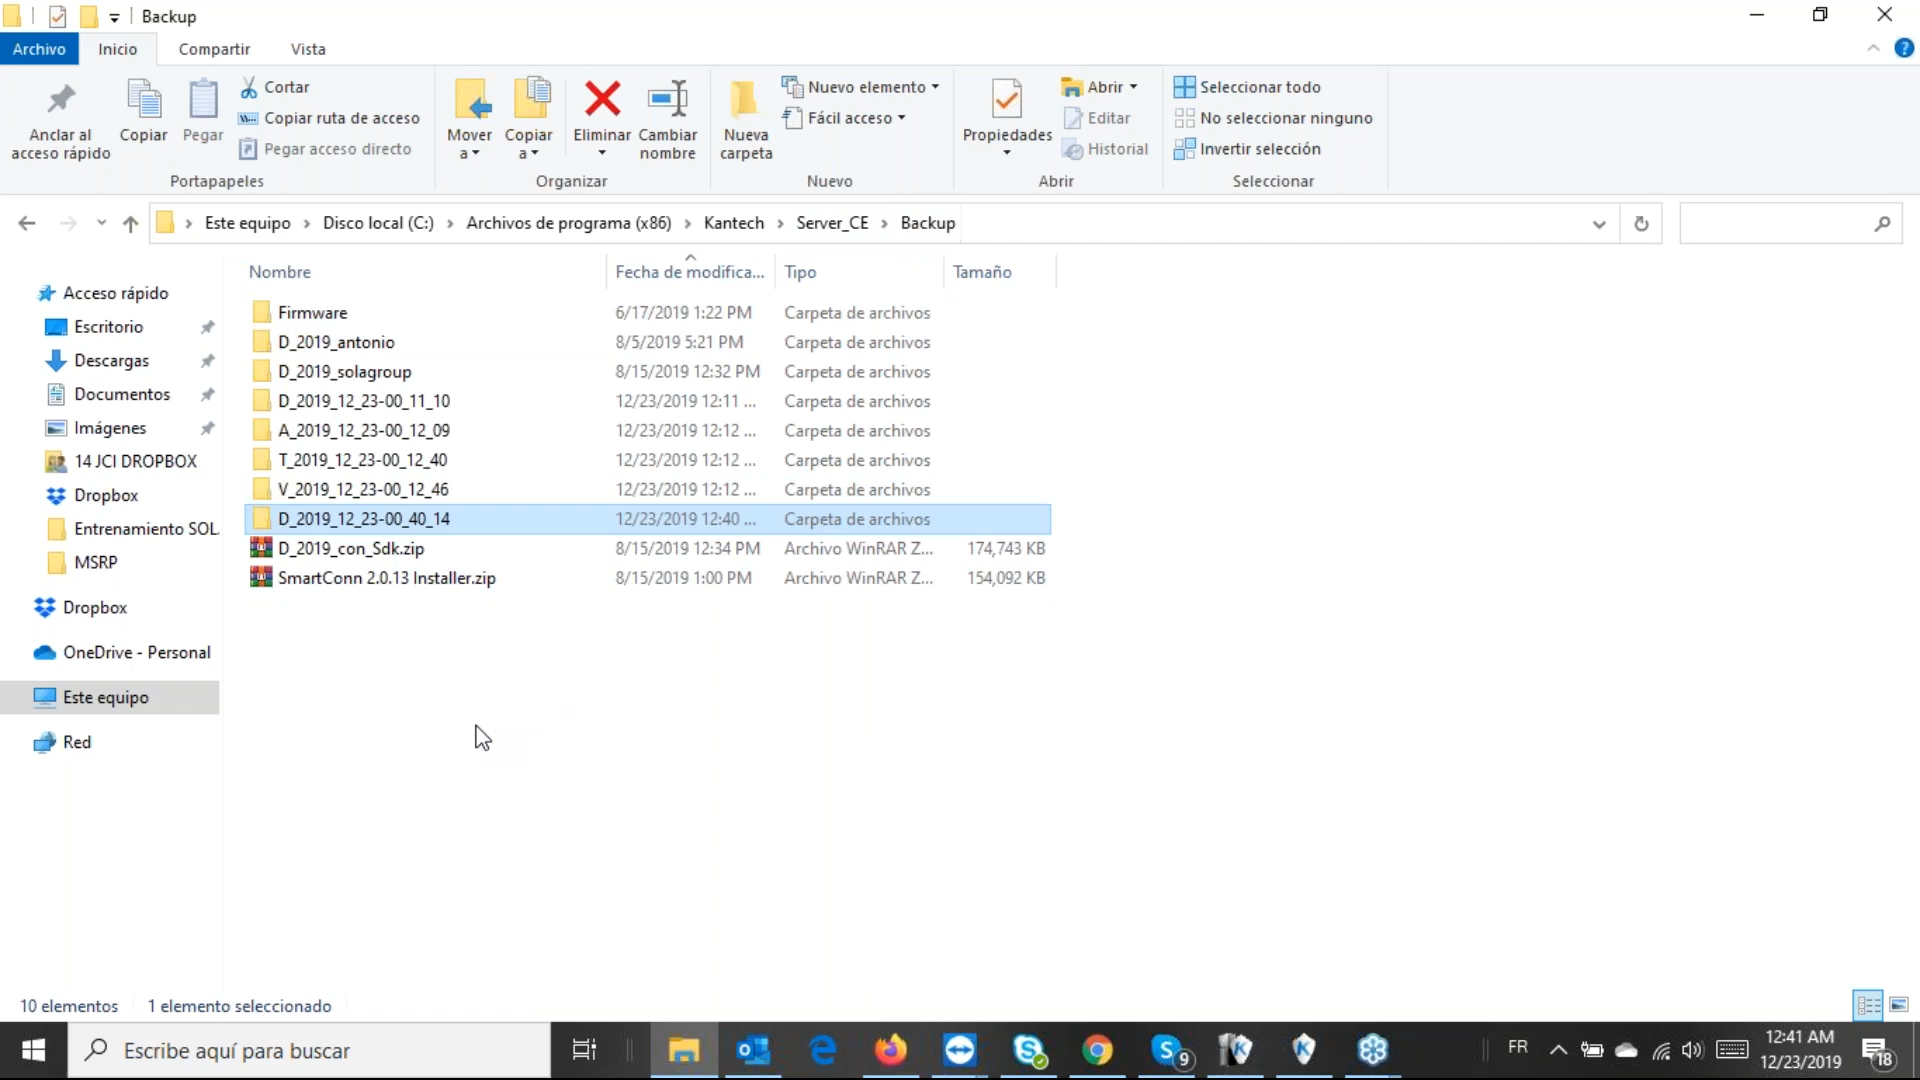 Backup
Archivo Inicio Compartir Vista
Anclar al acceso rápido
Copiar
Pegar
Cortar
Copiar ruta de acceso
Pegar acceso directo
Portapapeles
Mover a
Copiar a
Eliminar
Cambiar nombre
Organizar
Nueva carpeta
Nuevo elemento
Fácil acceso
Nuevo
Propiedades
Abrir
Editar
Historial
Abrir
Seleccionar todo
No seleccionar ninguno
Invertir selección
Seleccionar
Este equipo › Disco local (C:) › Archivos de programa (x86) › Kantech › Server_CE › Backup
Acceso rápido
Escritorio
Descargas
Documentos
Imágenes
14 JCI DROPBOX
Dropbox
Entrenamiento SOL.
MSRP
Dropbox
OneDrive - Personal
Este equipo
Red
Nombre Fecha de modifica... Tipo Tamaño
Firmware 6/17/2019 1:22 PM Carpeta de archivos
D_2019_antonio 8/5/2019 5:21 PM Carpeta de archivos
D_2019_solagroup 8/15/2019 12:32 PM Carpeta de archivos
D_2019_12_23-00_11_10 12/23/2019 12:11 ... Carpeta de archivos
A_2019_12_23-00_12_09 12/23/2019 12:12 ... Carpeta de archivos
T_2019_12_23-00_12_40 12/23/2019 12:12 ... Carpeta de archivos
V_2019_12_23-00_12_46 12/23/2019 12:12 ... Carpeta de archivos
D_2019_12_23-00_40_14 12/23/2019 12:40 ... Carpeta de archivos
D_2019_con_Sdk.zip 8/15/2019 12:34 PM Archivo WinRAR Z... 174,743 KB
SmartConn 2.0.13 Installer.zip 8/15/2019 1:00 PM Archivo WinRAR Z... 154,092 KB
10 elementos 1 elemento seleccionado
Escribe aquí para buscar
9
FR
12:41 AM
12/23/2019
18